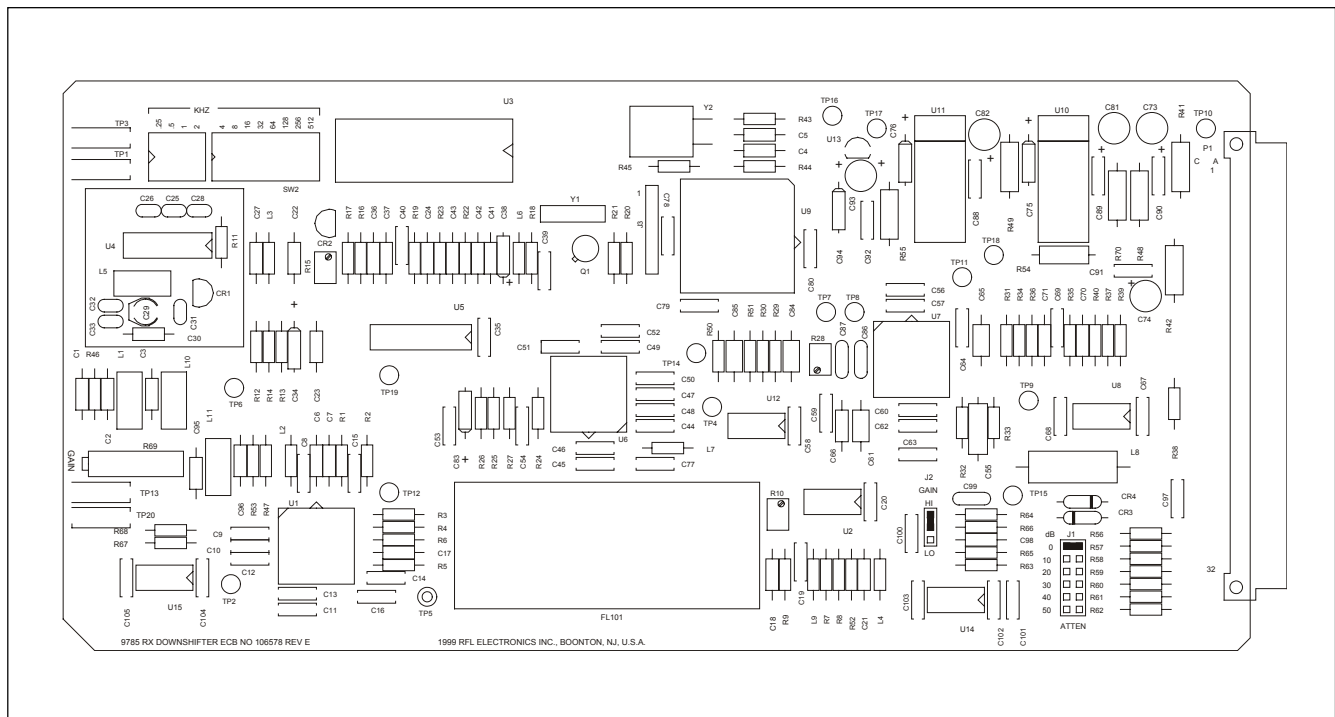 KHZ
.25
.5
1
2
4
8
16
32
64
128
256
512
SW2
U3
TP3
TP1
Y2
R43
C5
C4
R44
R45
TP16
TP17
U13
C76
U11
C82
U10
C81
C73
R41
TP10
P1
C A
1
C26
C25
C28
U4
R11
L5
CR1
C32
C33
C29
C31
C30
C27
L3
C22
CR2
R15
R17
R16
C36
C37
C40
R19
C24
R23
C43
R22
C42
C41
C38
L6
R18
C39
Y1
Q1
R21
R20
1
J3
C78
U9
C80
C79
C93
C94
C92
R55
C88
R49
C75
C89
R70
R48
C90
TP18
TP11
R54
C91
C74
R42
U5
C35
C52
C51
C49
R50
C85
R51
R30
R29
C84
TP7
TP8
R28
C87
C86
C56
C57
U7
C65
C64
R31
R34
R36
C71
C69
R35
C70
R40
R37
R39
C1
R46
L1
C3
L10
C2
C95
L11
TP6
R12
R14
R13
C34
C23
TP19
TP14
C50
C47
C48
C44
TP4
U12
C58
C59
C66
C61
C60
C62
C63
TP9
R33
R32
C55
C68
U8
C67
R38
GAIN
R69
L2
C8
C6
C7
R1
C15
R2
C53
C83
R26
R25
R27
C54
R24
U6
C46
C45
C77
L7
L8
TP13
TP20
R68
R67
C9
C10
C12
C96
R53
R47
U1
TP12
R3
R4
R6
C17
R5
C14
C13
C11
C16
TP5
TP2
U15
C105
C104
FL101
R10
U2
C20
C18
R9
C19
L9
R7
R8
R52
C21
L4
J2
GAIN
HI
LO
C100
C99
TP15
R64
R66
C98
R65
R63
C103
U14
C102
C101
CR4
CR3
C97
dB
J1
0
10
20
30
40
50
ATTEN
R56
R57
R58
R59
R60
R61
R62
32
9785 RX DOWNSHIFTER ECB NO 106578 REV E
1999 RFL ELECTRONICS INC., BOONTON, NJ, U.S.A.